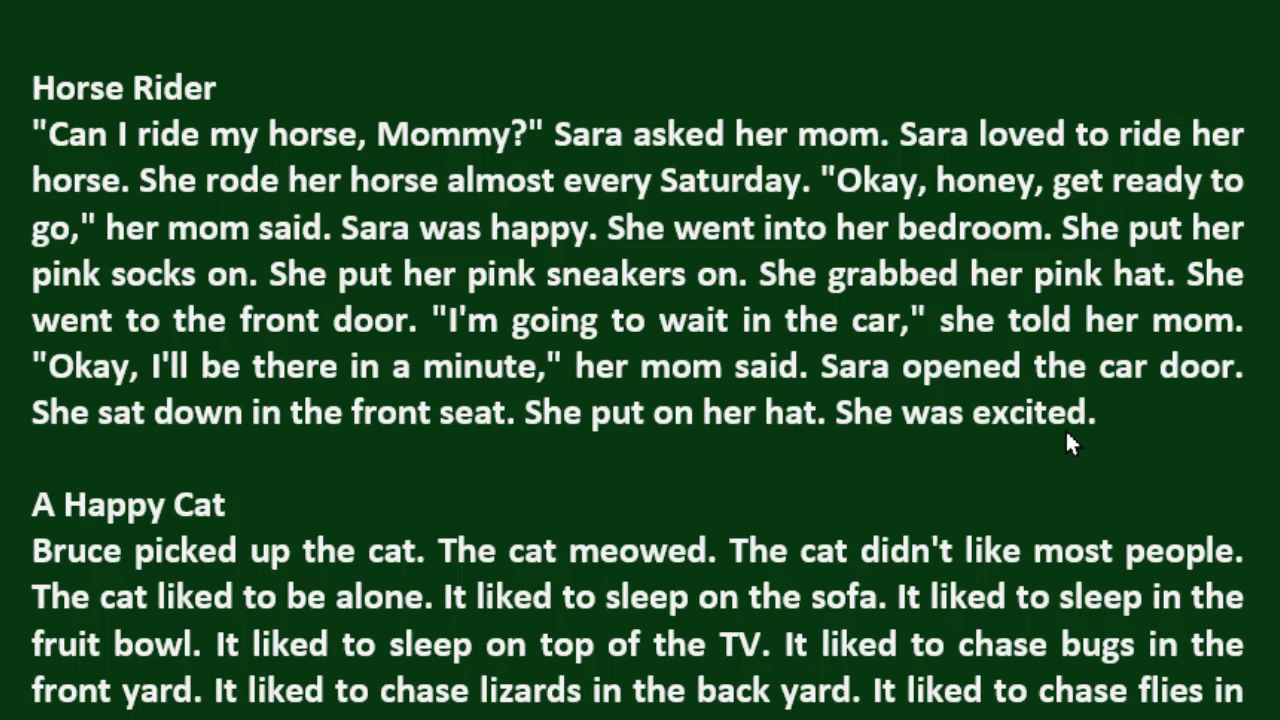 Horse Rider
"Can I ride my horse, Mommy?" Sara asked her mom. Sara loved to ride her
horse. She rode her horse almost every Saturday. "Okay, honey, get ready to
go," her mom said. Sara was happy. She went into her bedroom. She put her
pink socks on. She put her pink sneakers on. She grabbed her pink hat. She
went to the front door. "I'm going to wait in the car," she told her mom.
"Okay, I'll be there in a minute," her mom said. Sara opened the car door.
She sat down in the front seat. She put on her hat. She was excited.
A Happy Cat
Bruce picked up the cat. The cat meowed. The cat didn't like most people.
The cat liked to be alone. It liked to sleep on the sofa. It liked to sleep in the
fruit bowl. It liked to sleep on top of the TV. It liked to chase bugs in the
front yard. It liked to chase lizards in the back yard. It liked to chase flies in